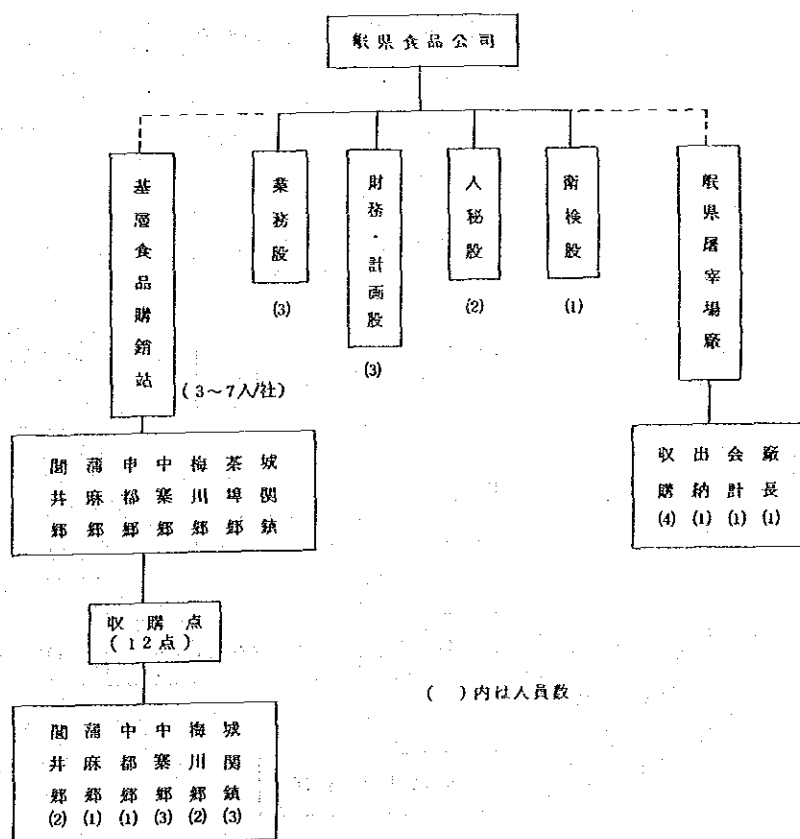 岷県食品公司
基層食品購銷站
(3~7人/社)
業務股
(3)
財務・計画股
(3)
人秘股
(2)
衛検股
(1)
岷県屠宰場廠
城関鎮
茶埠郷
梅川郷
中寨郷
申都郷
蒲麻郷
閭井郷
廠長(1)
会計(1)
出納(1)
収購(4)
収購点
(12点)
城関鎮(3)
梅川郷(2)
中寨郷(3)
中都郷(1)
蒲麻郷(1)
閭井郷(2)
( )内は人員数